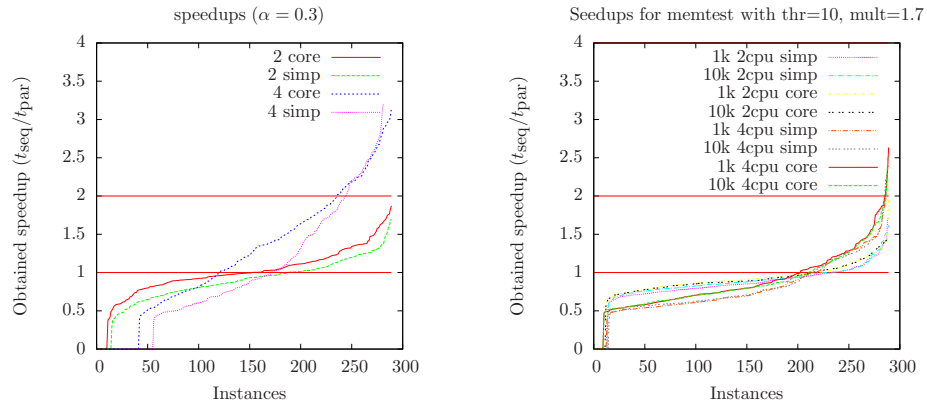 speedups (α = 0.3)
Obtained speedup (tseq/tpar)
4
3.5
3
2.5
2
1.5
1
0.5
0
0 50 100 150 200 250 300
Instances
2 core
2 simp
4 core
4 simp
Seedups for memtest with thr=10, mult=1.7
Obtained speedup (tseq/tpar)
4
3.5
3
2.5
2
1.5
1
0.5
0
0 50 100 150 200 250 300
Instances
1k 2cpu simp
10k 2cpu simp
1k 2cpu core
10k 2cpu core
1k 4cpu simp
10k 4cpu simp
1k 4cpu core
10k 4cpu core